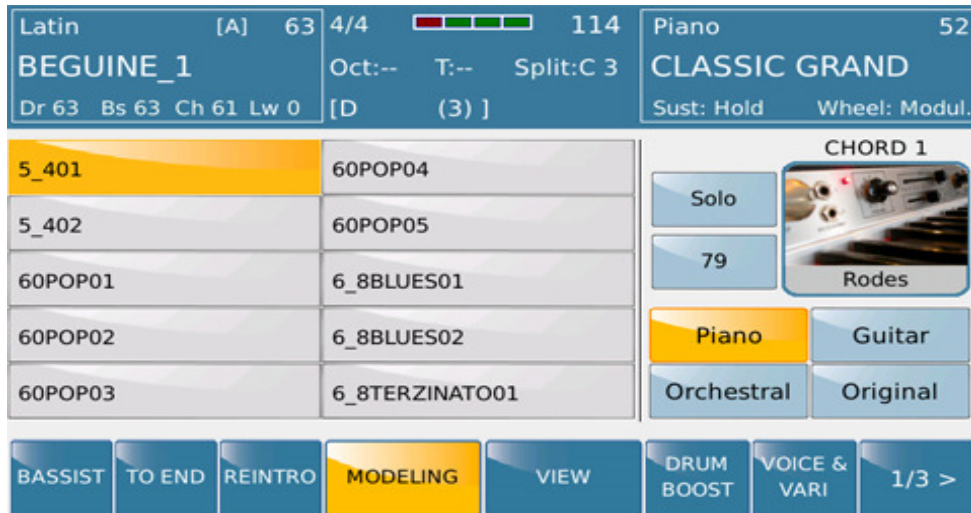 Latin [A] 63
BEGUINE_1
Dr 63 Bs 63 Ch 61 Lw 0
4/4 114
Oct:-- T:-- Split:C 3
[D (3) ]
Piano 52
CLASSIC GRAND
Sust: Hold Wheel: Modul.
5_401
5_402
60POP01
60POP02
60POP03
60POP04
60POP05
6_8BLUES01
6_8BLUES02
6_8TERZINATO01
CHORD 1
Solo
79
Rodes
Piano Guitar
Orchestral Original
BASSIST TO END REINTRO MODELING VIEW DRUM BOOST VOICE & VARI 1/3 >